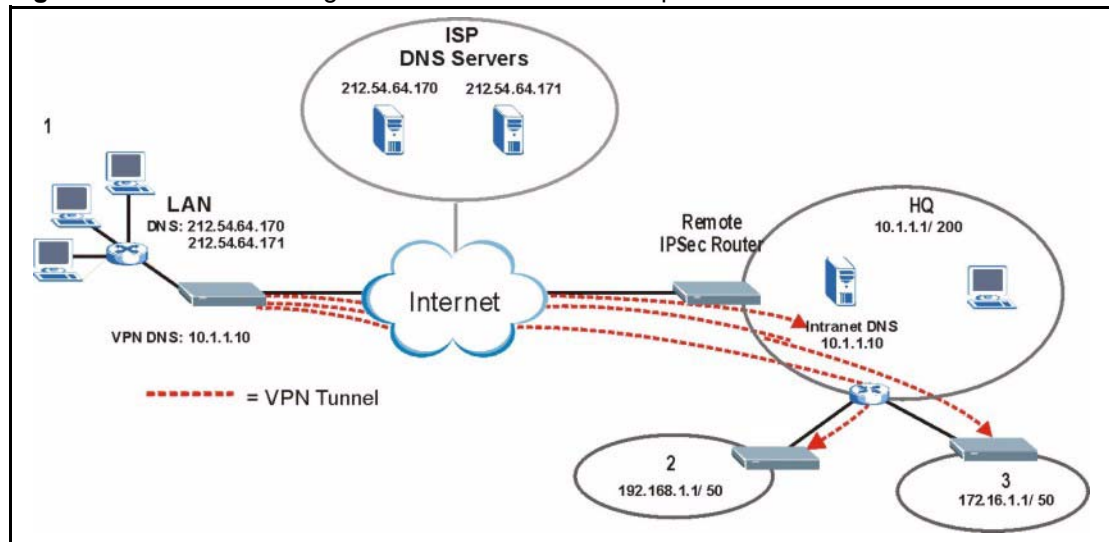 ISP
DNS Servers
212.54.64.170 212.54.64.171
1
LAN
DNS: 212.54.64.170
212.54.64.171
VPN DNS: 10.1.1.10
Internet
Remote
IPSec Router
HQ
10.1.1.1/ 200
Intranet DNS
10.1.1.10
= VPN Tunnel
2
192.168.1.1/ 50
3
172.16.1.1/ 50